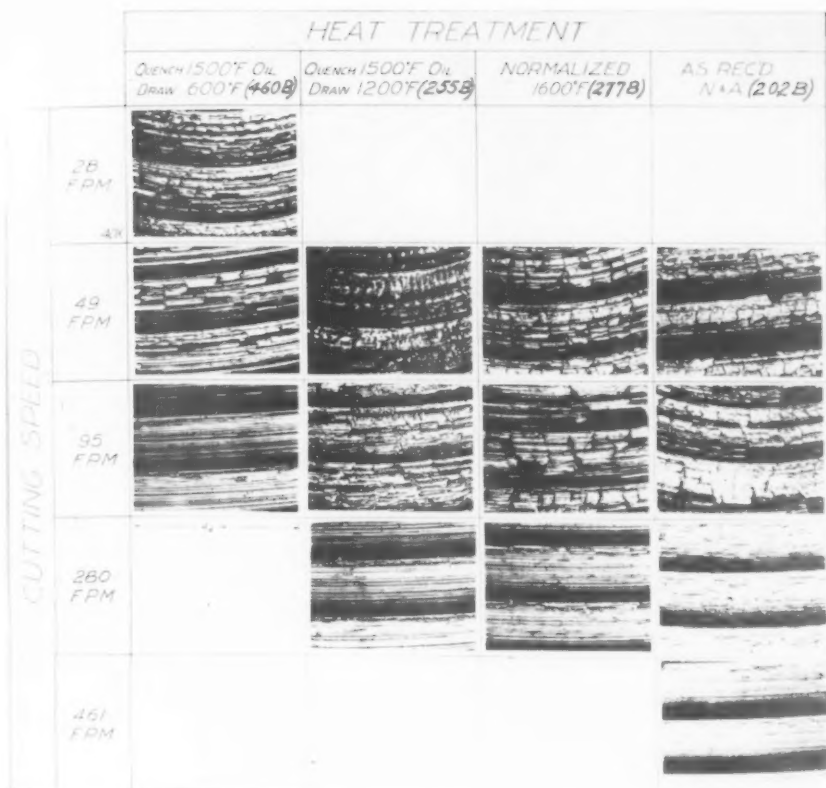 HEAT TREATMENT
QUENCH 1500°F OIL
DRAW 600°F (460B)
QUENCH 1500°F OIL
DRAW 1200°F (255B)
NORMALIZED
1600°F (277B)
AS REC'D
N+A (202B)
CUTTING SPEED
28
FPM
49
FPM
95
FPM
280
FPM
461
FPM